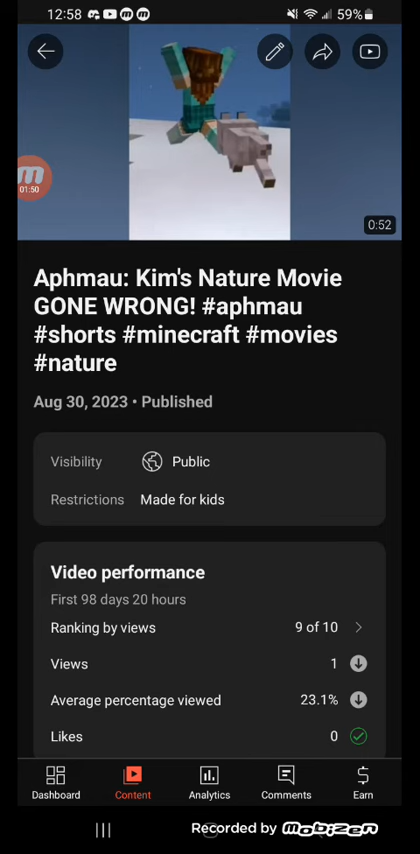 12:58
59%
01:50
0:52
Aphmau: Kim's Nature Movie
GONE WRONG! #aphmau
#shorts #minecraft #movies
#nature
Aug 30, 2023 • Published
Visibility Public
Restrictions Made for kids
Video performance
First 98 days 20 hours
Ranking by views 9 of 10
Views 1
Average percentage viewed 23.1%
Likes 0
Dashboard Content Analytics Comments Earn
Recorded by mobizen